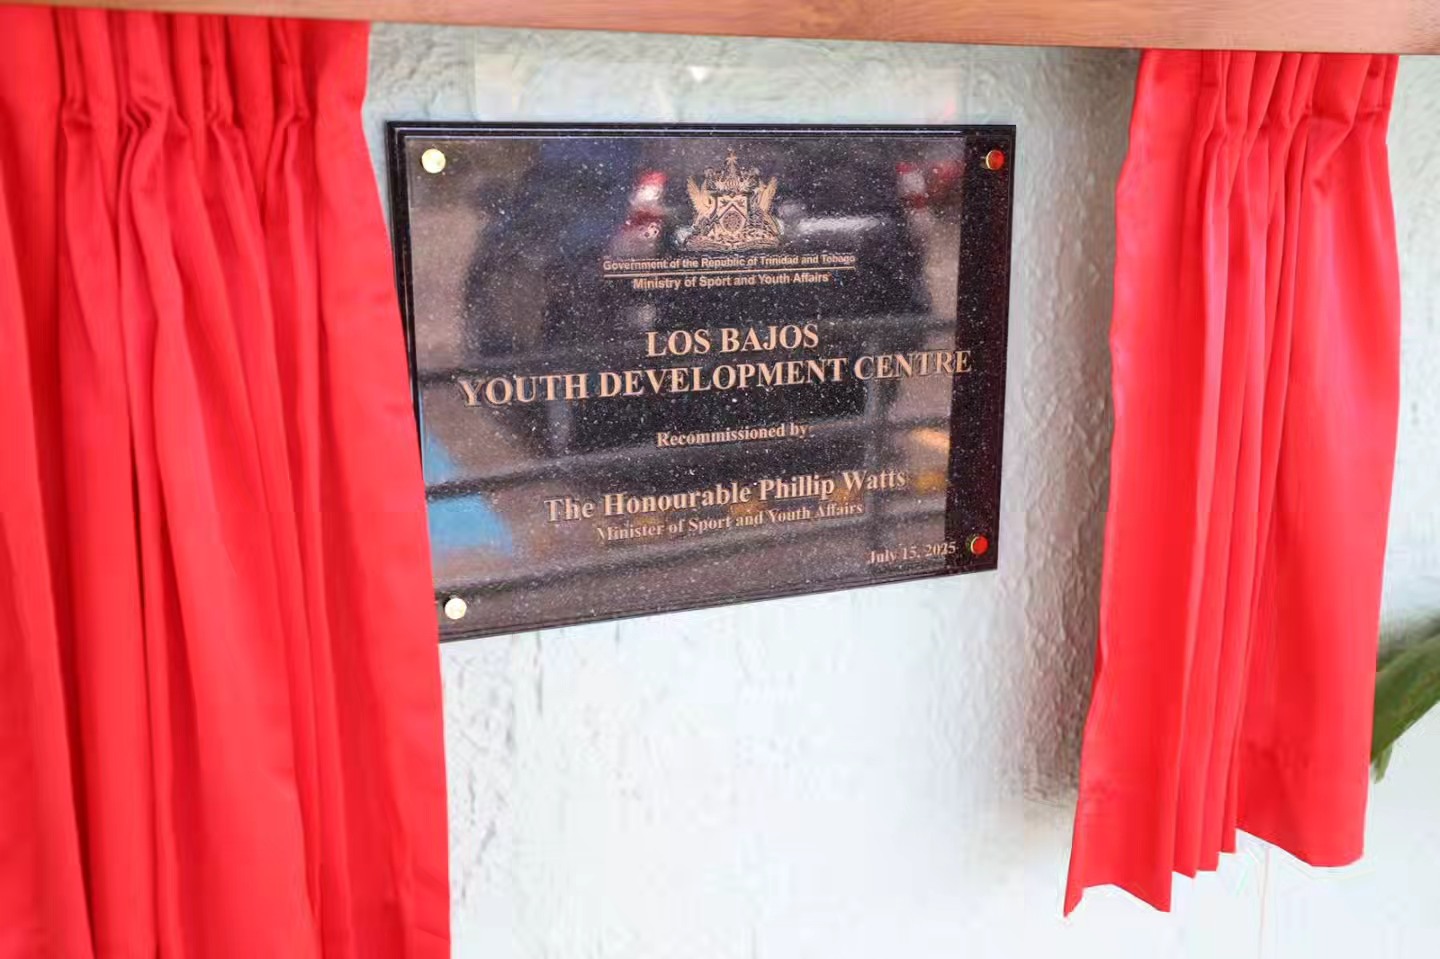 Government of the Republic of Trinidad and Tobago
Ministry of Sport and Youth Affairs
LOS BAJOS
YOUTH DEVELOPMENT CENTRE
Recommissioned by:
The Honourable Phillip Watts
Minister of Sport and Youth Affairs
July 15, 2025